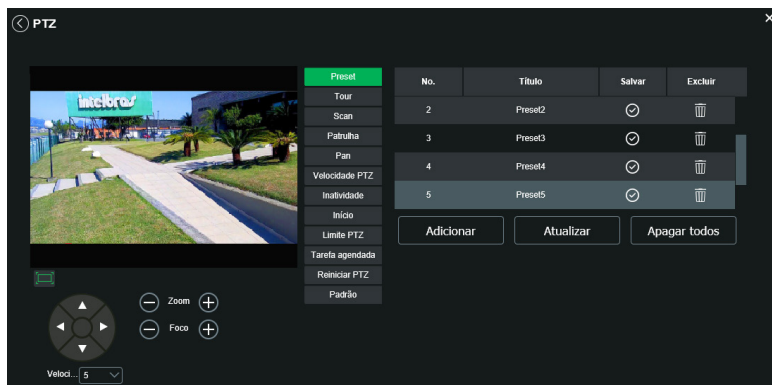 PTZ
intelbras
Preset
Tour
Scan
Patrulha
Pan
Velocidade PTZ
Inatividade
Início
Limite PTZ
Tarefa agendada
Reiniciar PTZ
Padrão
No. Título Salvar Excluir
2 Preset2
3 Preset3
4 Preset4
5 Preset5
Adicionar Atualizar Apagar todos
Zoom
Foco
Veloci... 5